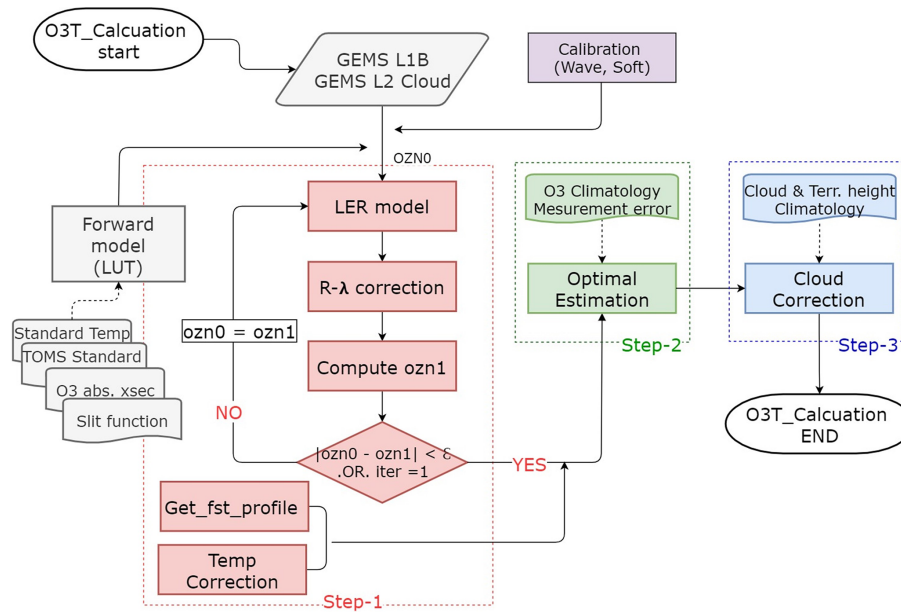 O3T_Calcuation
start
GEMS L1B
GEMS L2 Cloud
Calibration
(Wave, Soft)
OZN0
LER model
R-λ correction
Compute ozn1
|ozn0 - ozn1| < ε
.OR. iter =1
ozn0 = ozn1
NO
YES
Forward
model
(LUT)
Standard Temp
TOMS Standard
O3 abs. xsec
Slit function
Get_fst_profile
Temp
Correction
Step-1
O3 Climatology
Mesurement error
Optimal
Estimation
Step-2
Cloud & Terr. height
Climatology
Cloud
Correction
Step-3
O3T_Calcuation
END